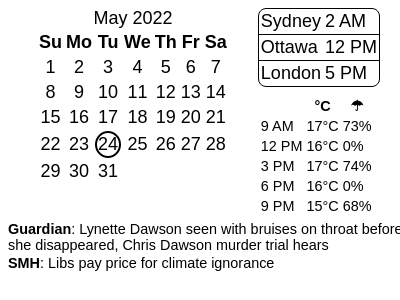 May 2022
Su Mo Tu We Th Fr Sa
1 2 3 4 5 6 7
8 9 10 11 12 13 14
15 16 17 18 19 20 21
22 23 24 25 26 27 28
29 30 31
Sydney 2 AM
Ottawa 12 PM
London 5 PM
°C ☂
9 AM 17°C 73%
12 PM 16°C 0%
3 PM 17°C 74%
6 PM 16°C 0%
9 PM 15°C 68%
Guardian: Lynette Dawson seen with bruises on throat before
she disappeared, Chris Dawson murder trial hears
SMH: Libs pay price for climate ignorance